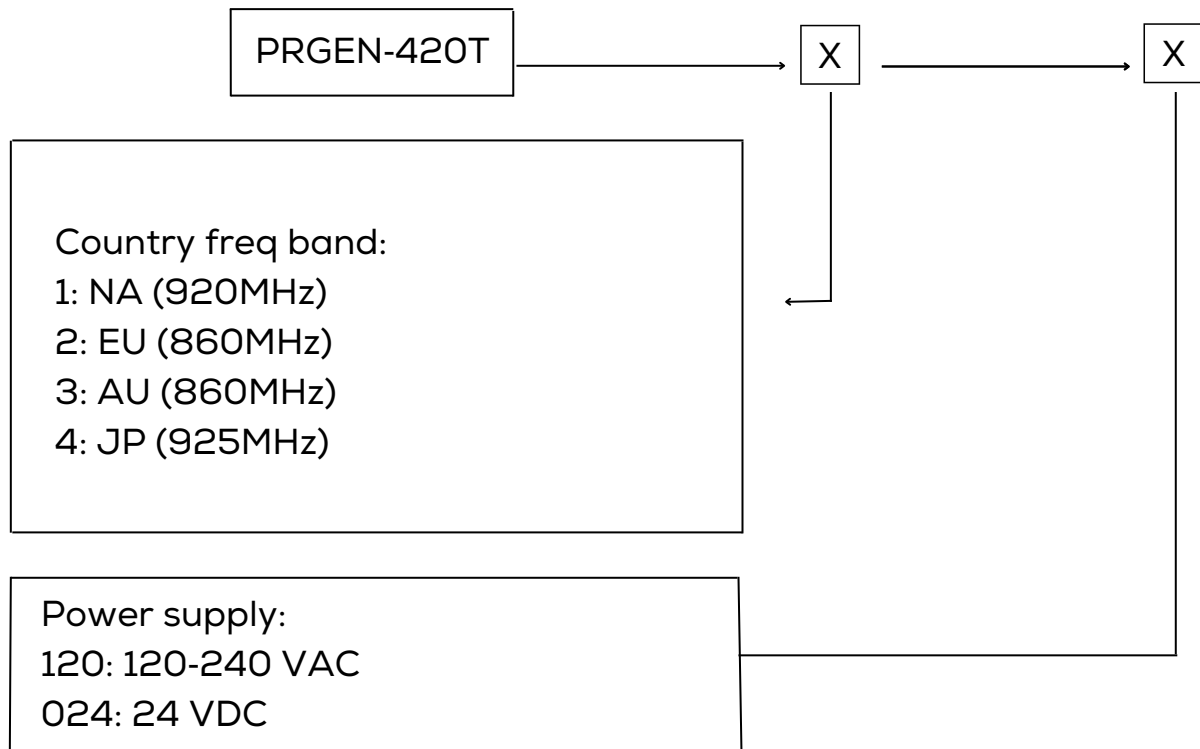 PRGEN-420T
X
X
Country freq band:
1: NA (920MHz)
2: EU (860MHz)
3: AU (860MHz)
4: JP (925MHz)
Power supply:
120: 120-240 VAC
024: 24 VDC